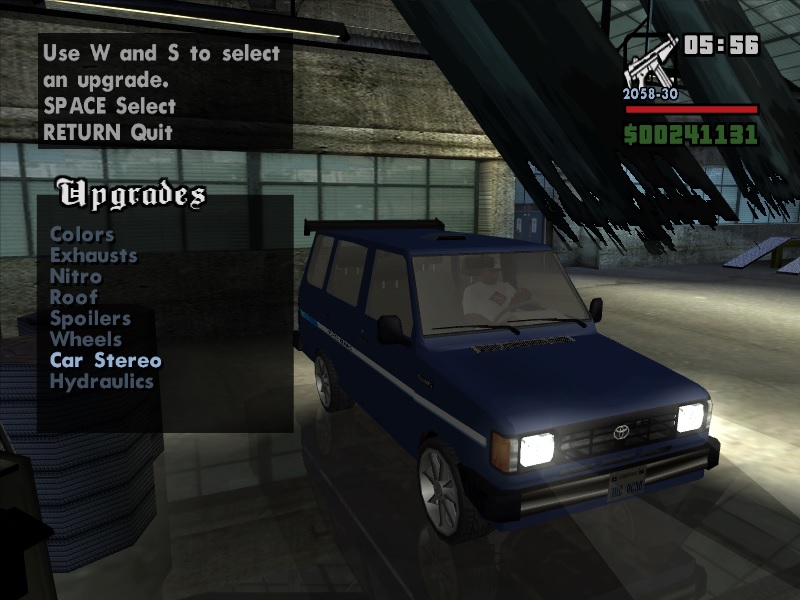 Use W and S to select
an upgrade.
SPACE Select
RETURN Quit
05:56
2058-30
$00241131
Upgrades
Colors
Exhausts
Nitro
Roof
Spoilers
Wheels
Car Stereo
Hydraulics